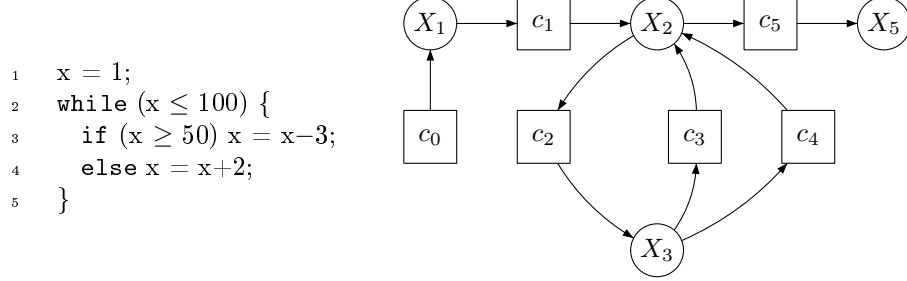 1 x = 1;
2 while (x ≤ 100) {
3 if (x ≥ 50) x = x−3;
4 else x = x+2;
5 }
X₁ c₁ X₂ c₅ X₅
c₀ c₂ c₃ c₄
X₃